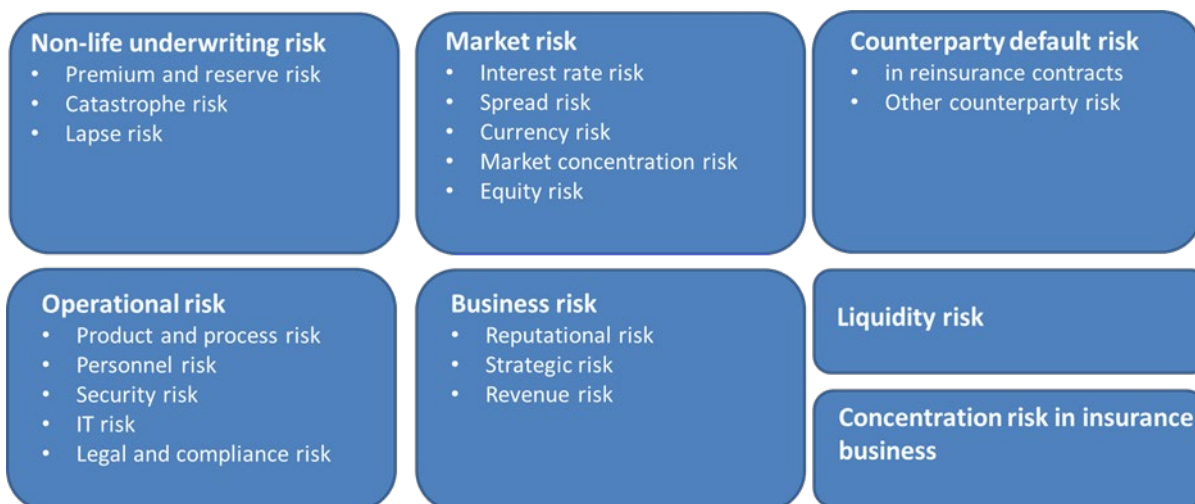 Non-life underwriting risk
• Premium and reserve risk
• Catastrophe risk
• Lapse risk
Market risk
• Interest rate risk
• Spread risk
• Currency risk
• Market concentration risk
• Equity risk
Counterparty default risk
• in reinsurance contracts
• Other counterparty risk
Operational risk
• Product and process risk
• Personnel risk
• Security risk
• IT risk
• Legal and compliance risk
Business risk
• Reputational risk
• Strategic risk
• Revenue risk
Liquidity risk
Concentration risk in insurance
business